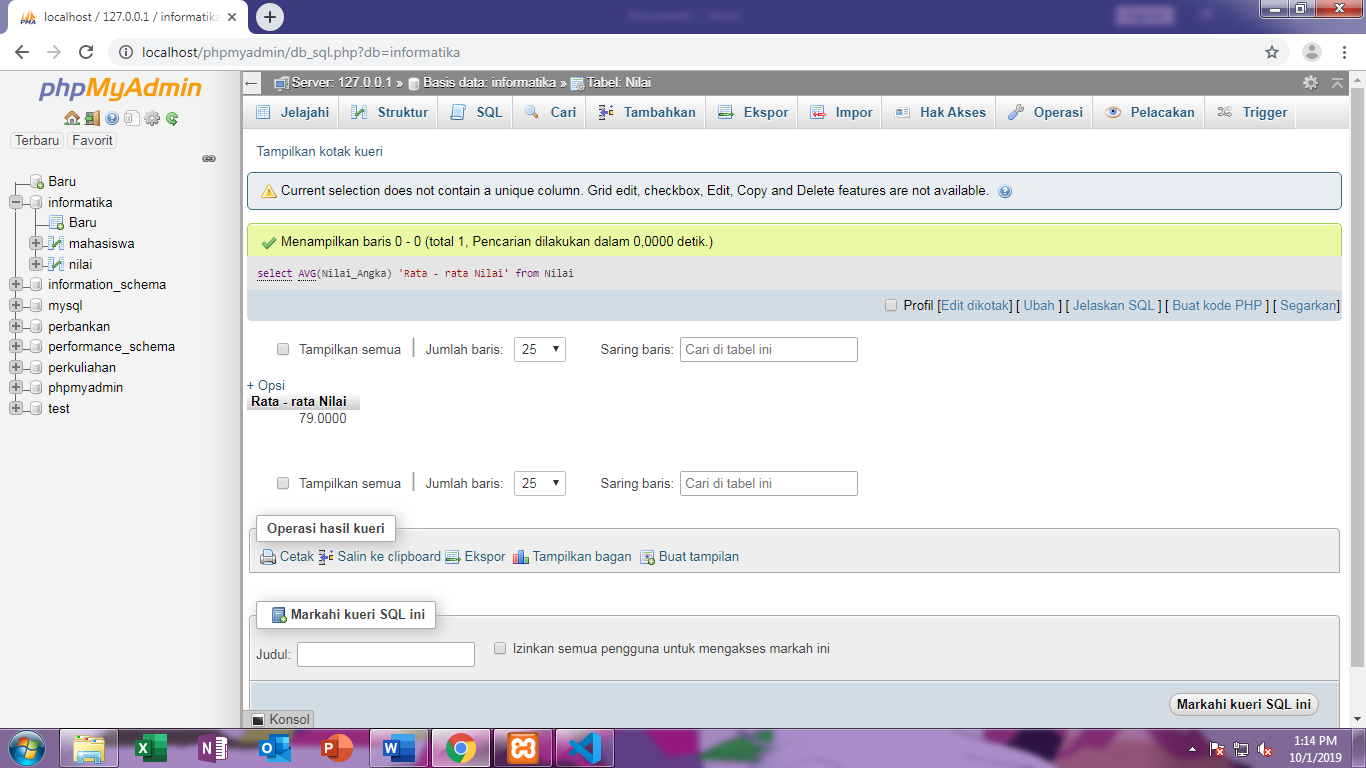 localhost / 127.0.0.1 / informatika
localhost/phpmyadmin/db_sql.php?db=informatika
phpMyAdmin
Terbaru Favorit
Baru
informatika
Baru
mahasiswa
nilai
information_schema
mysql
perbankan
performance_schema
perkuliahan
phpmyadmin
test
Server: 127.0.0.1 » Basis data: informatika » Tabel: Nilai
Jelajahi Struktur SQL Cari Tambahkan Ekspor Impor Hak Akses Operasi Pelacakan Trigger
Tampilkan kotak kueri
Current selection does not contain a unique column. Grid edit, checkbox, Edit, Copy and Delete features are not available.
Menampilkan baris 0 - 0 (total 1, Pencarian dilakukan dalam 0,0000 detik.)
select AVG(Nilai_Angka) 'Rata - rata Nilai' from Nilai
Profil [Edit dikotak] [ Ubah ] [ Jelaskan SQL ] [ Buat kode PHP ] [ Segarkan]
Tampilkan semua Jumlah baris: 25 Saring baris: Cari di tabel ini
+ Opsi
Rata - rata Nilai
79.0000
Tampilkan semua Jumlah baris: 25 Saring baris: Cari di tabel ini
Operasi hasil kueri
Cetak Salin ke clipboard Ekspor Tampilkan bagan Buat tampilan
Markahi kueri SQL ini
Judul: Izinkan semua pengguna untuk mengakses markah ini
Markahi kueri SQL ini
Konsol
1:14 PM
10/1/2019